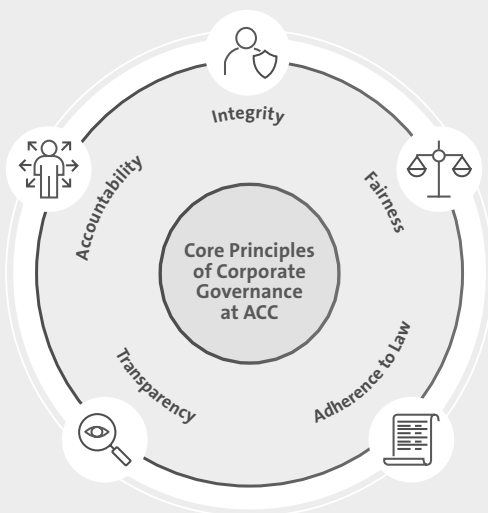 Integrity
Fairness
Adherence to Law
Transparency
Accountability
Core Principles
of Corporate
Governance
at ACC